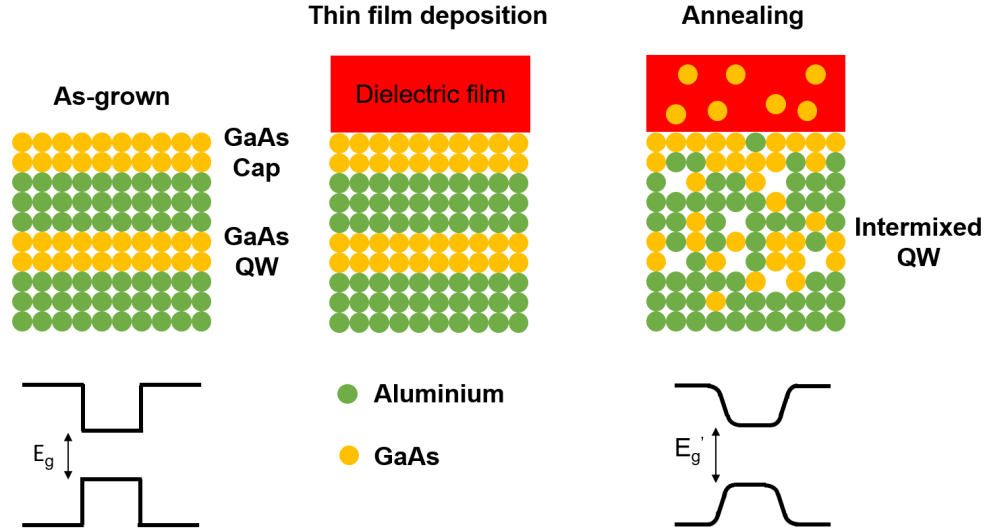 Thin film deposition
Annealing
As-grown
Dielectric film
GaAs
Cap
GaAs
QW
Intermixed
QW
Aluminium
GaAs
Eg
Eg'